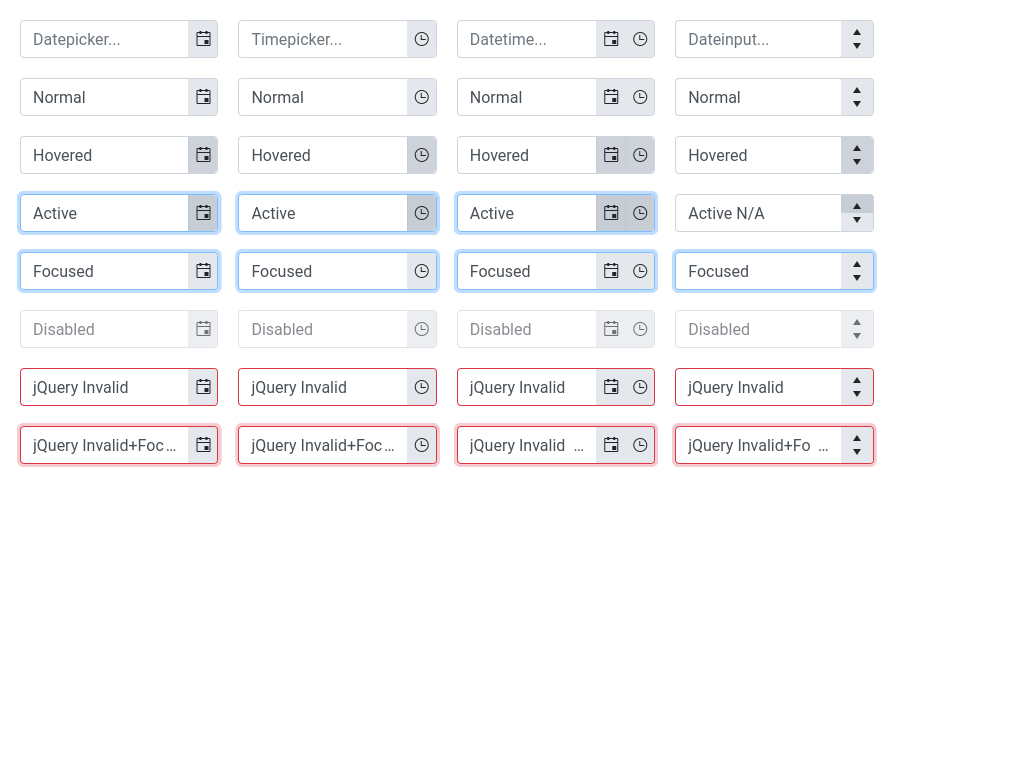 Datepicker... Timepicker... Datetime... Dateinput...
Normal Normal Normal Normal
Hovered Hovered Hovered Hovered
Active Active Active Active N/A
Focused Focused Focused Focused
Disabled Disabled Disabled Disabled
jQuery Invalid jQuery Invalid jQuery Invalid jQuery Invalid
jQuery Invalid+Foc... jQuery Invalid+Foc... jQuery Invalid ... jQuery Invalid+Fo ...